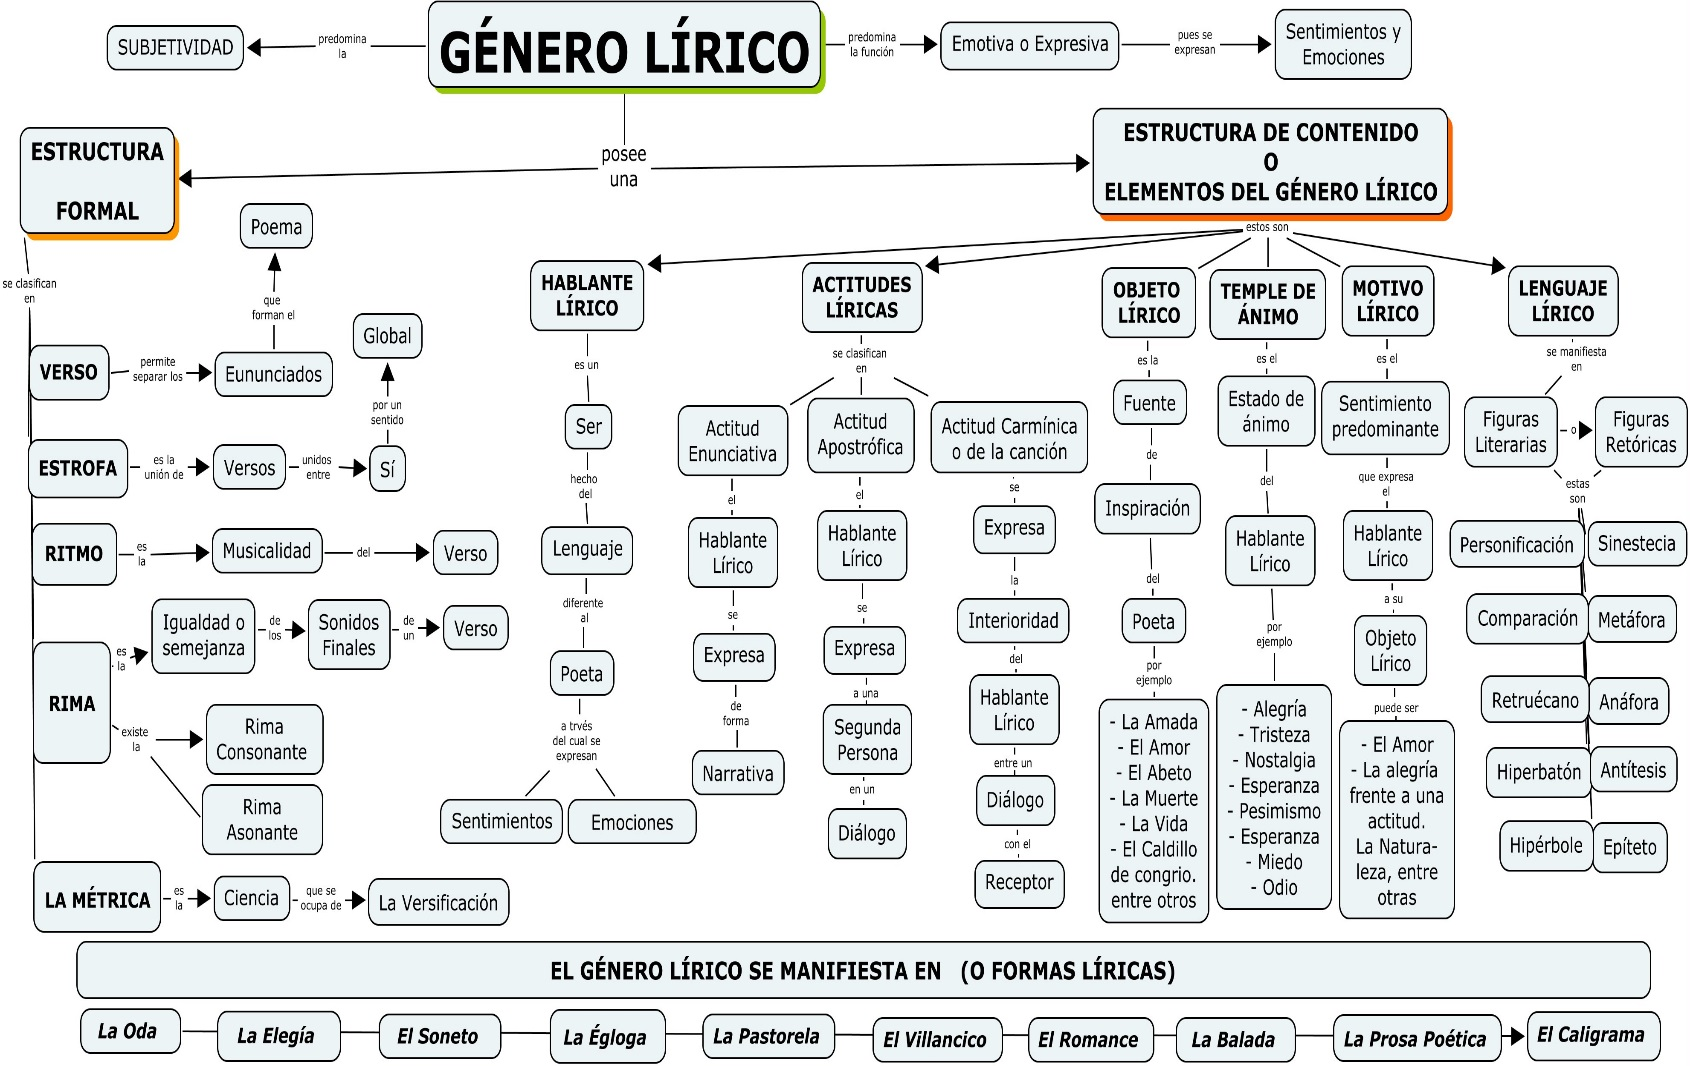 GÉNERO LÍRICO
predomina
la
SUBJETIVIDAD
predomina
la función
Emotiva o Expresiva
pues se
expresan
Sentimientos y
Emociones
posee
una
ESTRUCTURA
FORMAL
se clasifican
en
VERSO
permite
separar los
Eununciados
que
forman el
Poema
ESTROFA
es la
unión de
Versos
unidos
entre
Sí
por un
sentido
Global
RITMO
es
la
Musicalidad
del
Verso
RIMA
es
la
Igualdad o
semejanza
de
los
Sonidos
Finales
de
un
Verso
existe
la
Rima
Consonante
Rima
Asonante
LA MÉTRICA
es
la
Ciencia
que se
ocupa de
La Versificación
ESTRUCTURA DE CONTENIDO
O
ELEMENTOS DEL GÉNERO LÍRICO
estos son
HABLANTE
LÍRICO
es un
Ser
hecho
del
Lenguaje
diferente
al
Poeta
a trvés
del cual se
expresan
Sentimientos
Emociones
ACTITUDES
LÍRICAS
se clasifican
en
Actitud
Enunciativa
el
Hablante
Lírico
se
Expresa
de
forma
Narrativa
Actitud
Apostrófica
el
Hablante
Lírico
se
Expresa
a una
Segunda
Persona
en un
Diálogo
Actitud Carmínica
o de la canción
se
Expresa
la
Interioridad
del
Hablante
Lírico
entre un
Diálogo
con el
Receptor
OBJETO
LÍRICO
es la
Fuente
de
Inspiración
del
Poeta
por
ejemplo
- La Amada
- El Amor
- El Abeto
- La Muerte
- La Vida
- El Caldillo
de congrio.
entre otros
TEMPLE DE
ÁNIMO
es el
Estado de
ánimo
del
Hablante
Lírico
por
ejemplo
- Alegría
- Tristeza
- Nostalgia
- Esperanza
- Pesimismo
- Esperanza
- Miedo
- Odio
MOTIVO
LÍRICO
es el
Sentimiento
predominante
que expresa
el
Hablante
Lírico
a su
Objeto
Lírico
puede ser
- El Amor
- La alegría
frente a una
actitud.
La Natura-
leza, entre
otras
LENGUAJE
LÍRICO
se manifiesta
en
Figuras
Literarias
o
Figuras
Retóricas
estas
son
Personificación
Sinestecia
Comparación
Metáfora
Retruécano
Anáfora
Hiperbatón
Antítesis
Hipérbole
Epíteto
EL GÉNERO LÍRICO SE MANIFIESTA EN (O FORMAS LÍRICAS)
La Oda
La Elegía
El Soneto
La Égloga
La Pastorela
El Villancico
El Romance
La Balada
La Prosa Poética
El Caligrama